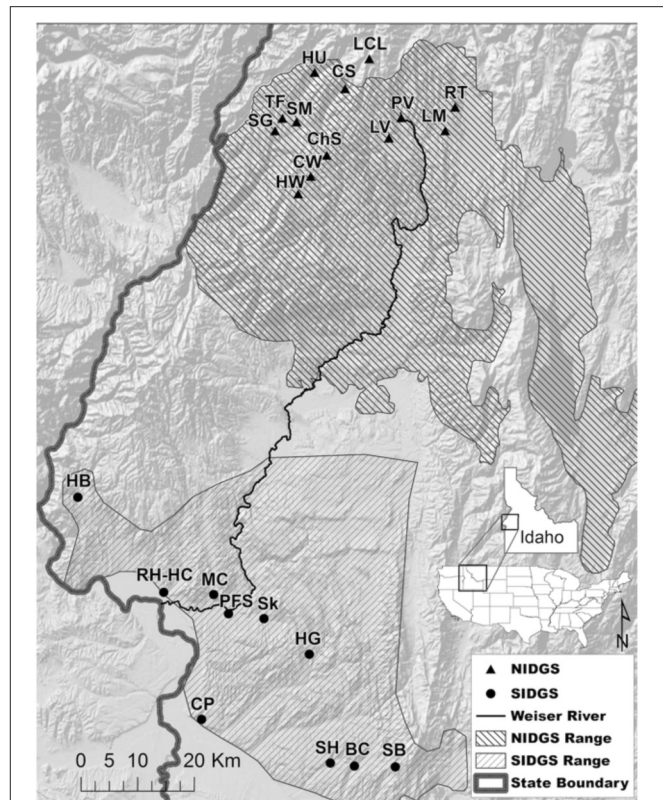 LCL
HU
CS
RT
PV
TF
SM
SG
LM
LV
ChS
CW
HW
HB
Idaho
RH-HC
MC
PFS
Sk
N
HG
NIDGS
SIDGS
CP
Weiser River
NIDGS Range
SH
BC
SB
SIDGS Range
0 5 10 20 Km
State Boundary